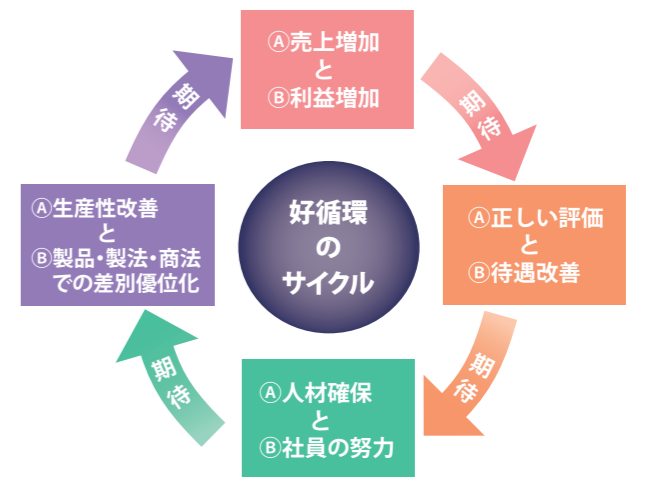 Ⓐ売上増加
と
Ⓑ利益増加
期待
Ⓐ正しい評価
と
Ⓑ待遇改善
期待
Ⓐ人材確保
と
Ⓑ社員の努力
期待
Ⓐ生産性改善
と
Ⓑ製品・製法・商法
での差別優位化
期待
好循環
の
サイクル